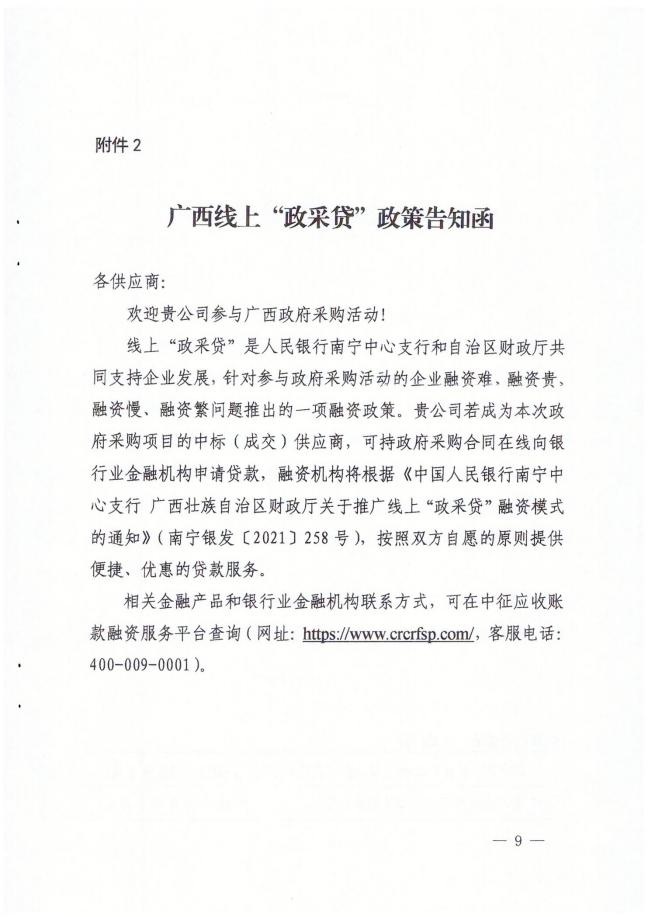 附件 2
广西线上“政采贷”政策告知函
各供应商：
欢迎贵公司参与广西政府采购活动！
线上“政采贷”是人民银行南宁中心支行和自治区财政厅共
同支持企业发展，针对参与政府采购活动的企业融资难、融资贵、
融资慢、融资繁问题推出的一项融资政策。贵公司若成为本次政
府采购项目的中标（成交）供应商，可持政府采购合同在线向银
行业金融机构申请贷款，融资机构将根据《中国人民银行南宁中
心支行 广西壮族自治区财政厅关于推广线上“政采贷”融资模式
的通知》（南宁银发〔2021〕258 号），按照双方自愿的原则提供
便捷、优惠的贷款服务。
相关金融产品和银行业金融机构联系方式，可在中征应收账
款融资服务平台查询（网址：https://www.crcrfsp.com/，客服电话：
400-009-0001）。
— 9 —